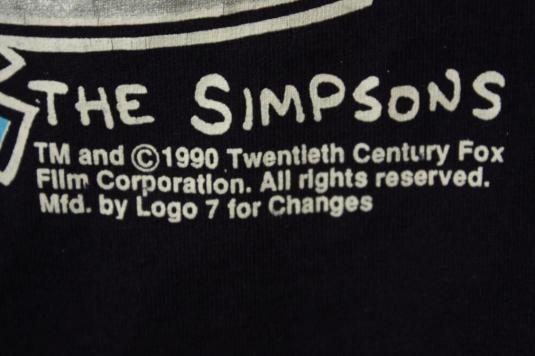 THE SIMPSONS
TM and ©1990 Twentieth Century Fox
Film Corporation. All rights reserved.
Mfd. by Logo 7 for Changes